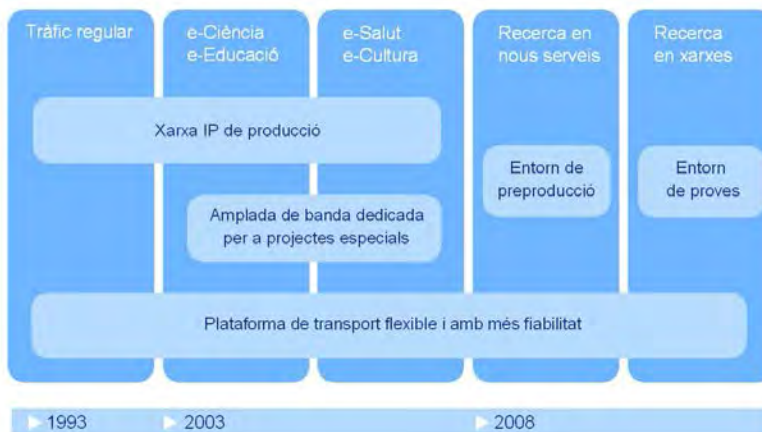 Tràfic regular
e-Ciència
e-Educació
e-Salut
e-Cultura
Recerca en
nous serveis
Recerca
en xarxes
Xarxa IP de producció
Entorn de
preproducció
Entorn
de proves
Amplada de banda dedicada
per a projectes especials
Plataforma de transport flexible i amb més fiabilitat
1993
2003
2008